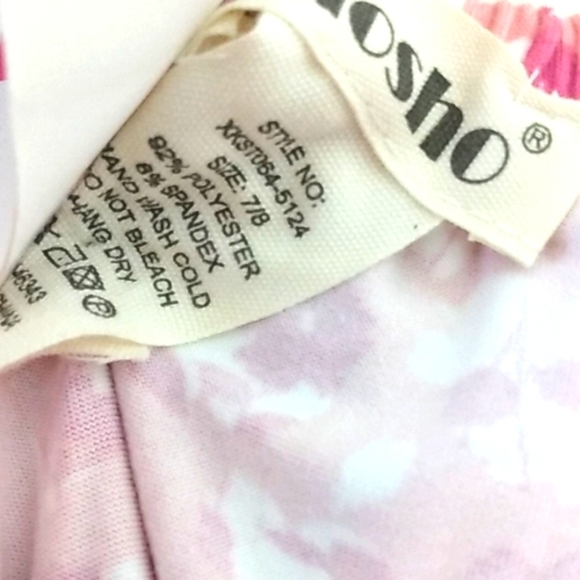 osho®
STYLE NO:
XKST064-5124
SIZE: 7/8
92% POLYESTER
8% SPANDEX
HAND WASH COLD
DO NOT BLEACH
HANG DRY